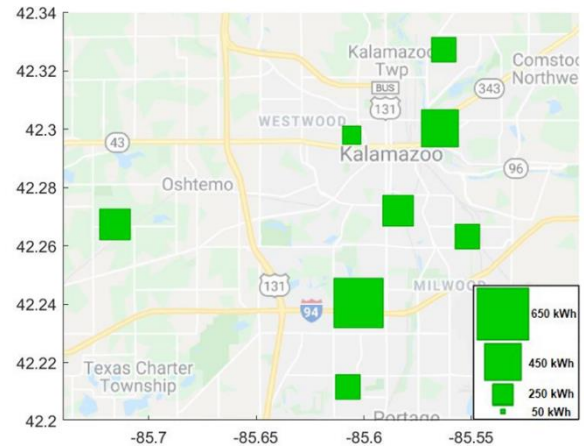 42.34
42.32
42.3
42.28
42.26
42.24
42.22
42.2
-85.7
-85.65
-85.6
-85.55
Kalamazoo
Twp
Comstoc
Northwe
BUS
131
343
WESTWOOD
43
Kalamazoo
96
Oshtemo
131
94
MILWOOD
Texas Charter
Township
Portage
650 kWh
450 kWh
250 kWh
50 kWh